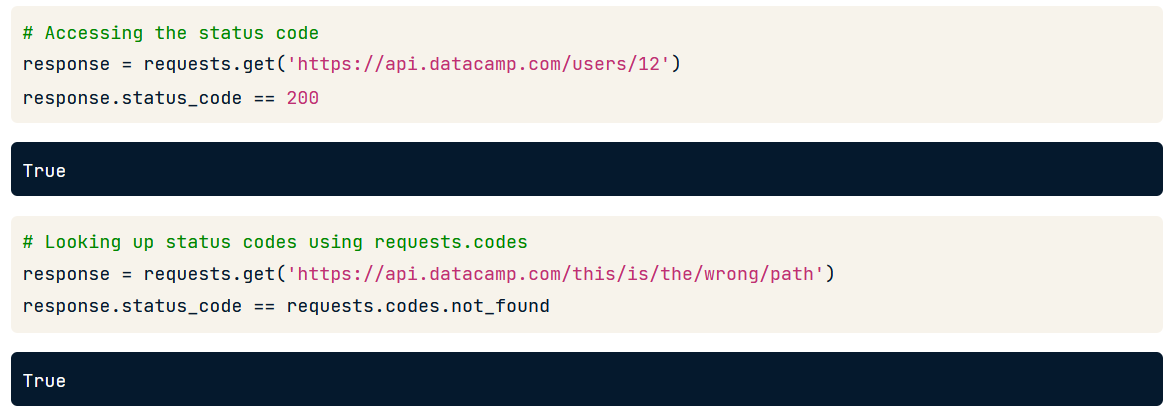 # Accessing the status code
response = requests.get('https://api.datacamp.com/users/12')
response.status_code == 200
True
# Looking up status codes using requests.codes
response = requests.get('https://api.datacamp.com/this/is/the/wrong/path')
response.status_code == requests.codes.not_found
True